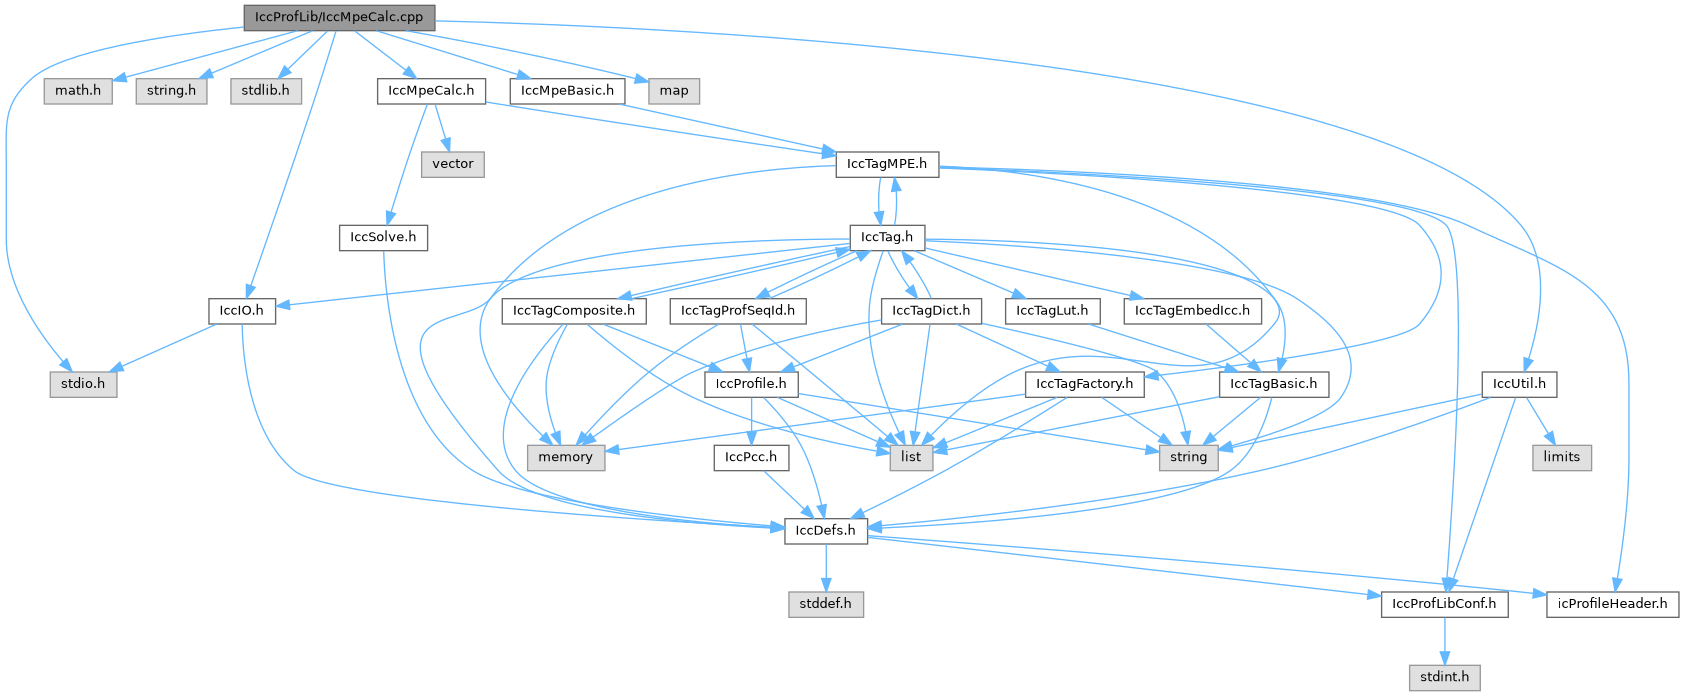 IccProfLib/IccMpeCalc.cpp
math.h
string.h
stdlib.h
IccMpeCalc.h
IccMpeBasic.h
map
vector
IccTagMPE.h
IccSolve.h
IccTag.h
IccIO.h
IccTagComposite.h
IccTagProfSeqId.h
IccTagDict.h
IccTagLut.h
IccTagEmbedIcc.h
stdio.h
IccProfile.h
IccTagFactory.h
IccTagBasic.h
IccUtil.h
memory
IccPcc.h
list
string
limits
IccDefs.h
stddef.h
IccProfLibConf.h
icProfileHeader.h
stdint.h